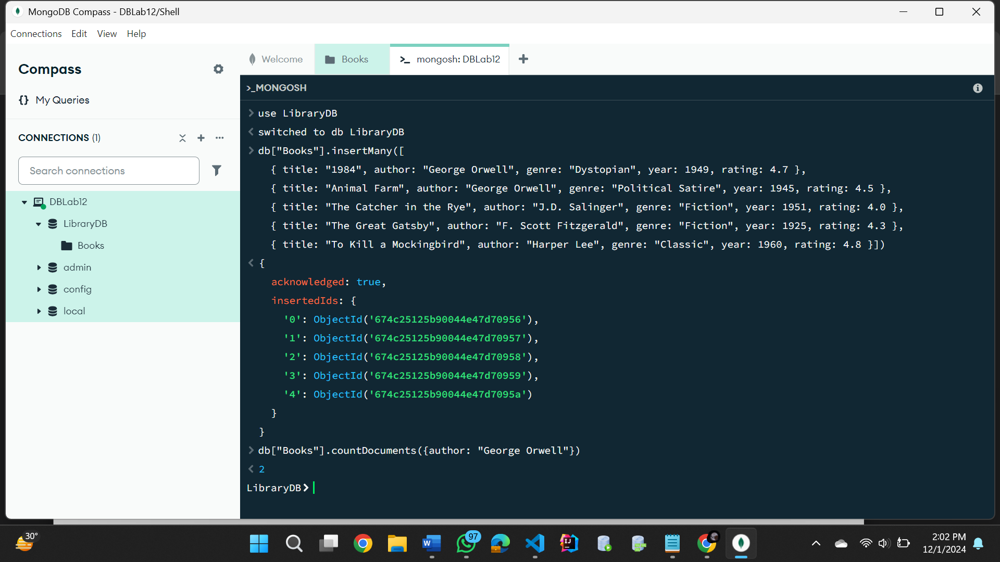 MongoDB Compass - DBLab12/Shell
Connections Edit View Help
Compass
{} My Queries
CONNECTIONS (1)
Search connections
DBLab12
LibraryDB
Books
admin
config
local
Welcome
Books
>_ mongosh: DBLab12
>_MONGOSH
> use LibraryDB
< switched to db LibraryDB
> db["Books"].insertMany([
{ title: "1984", author: "George Orwell", genre: "Dystopian", year: 1949, rating: 4.7 },
{ title: "Animal Farm", author: "George Orwell", genre: "Political Satire", year: 1945, rating: 4.5 },
{ title: "The Catcher in the Rye", author: "J.D. Salinger", genre: "Fiction", year: 1951, rating: 4.0 },
{ title: "The Great Gatsby", author: "F. Scott Fitzgerald", genre: "Fiction", year: 1925, rating: 4.3 },
{ title: "To Kill a Mockingbird", author: "Harper Lee", genre: "Classic", year: 1960, rating: 4.8 }])
< {
acknowledged: true,
insertedIds: {
'0': ObjectId('674c25125b90044e47d70956'),
'1': ObjectId('674c25125b90044e47d70957'),
'2': ObjectId('674c25125b90044e47d70958'),
'3': ObjectId('674c25125b90044e47d70959'),
'4': ObjectId('674c25125b90044e47d7095a')
}
}
> db["Books"].countDocuments({author: "George Orwell"})
< 2
LibraryDB>
30°
W
97
IJ
2:02 PM
12/1/2024